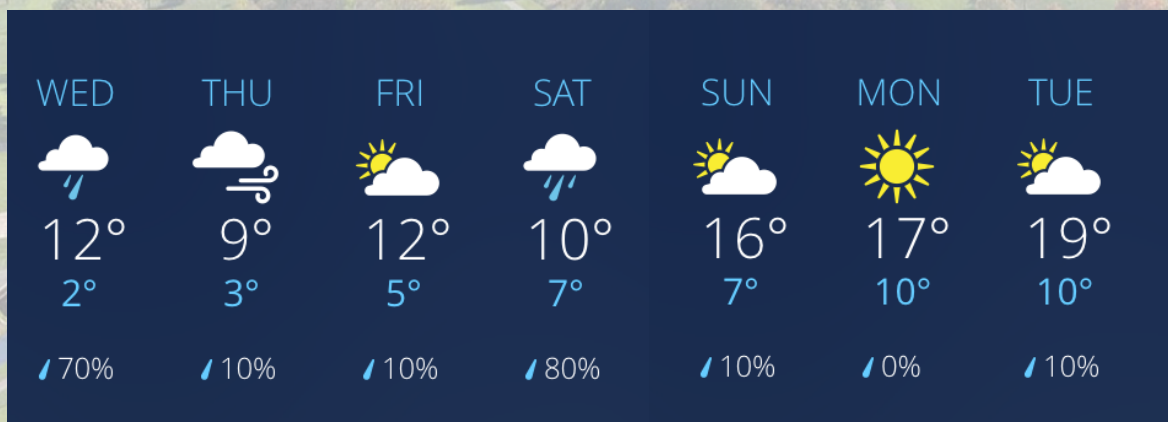 WED THU FRI SAT SUN MON TUE
12° 9° 12° 10° 16° 17° 19°
2° 3° 5° 7° 7° 10° 10°
70% 10% 10% 80% 10% 0% 10%